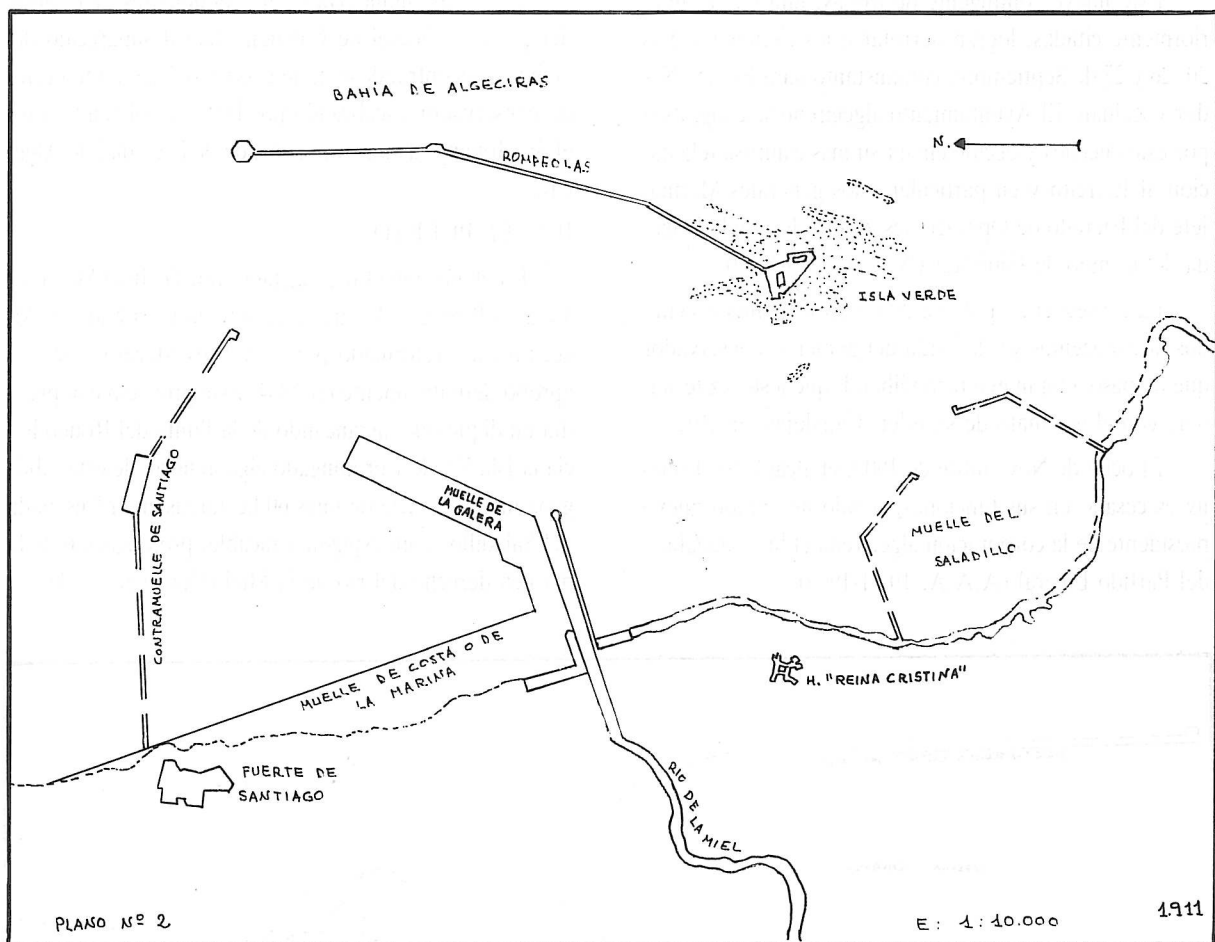 BAHÍA DE ALGECIRAS
ROMPEOLAS
N.
ISLA VERDE
CONTRAMUELLE DE SANTIAGO
MUELLE DE
LA GALERA
MUELLE DEL
SALADILLO
MUELLE DE COSTA O DE
LA MARINA
H. "REINA CRISTINA"
FUERTE DE
SANTIAGO
RIO DE LA MIEL
PLANO Nº 2
E: 1:10.000
1911